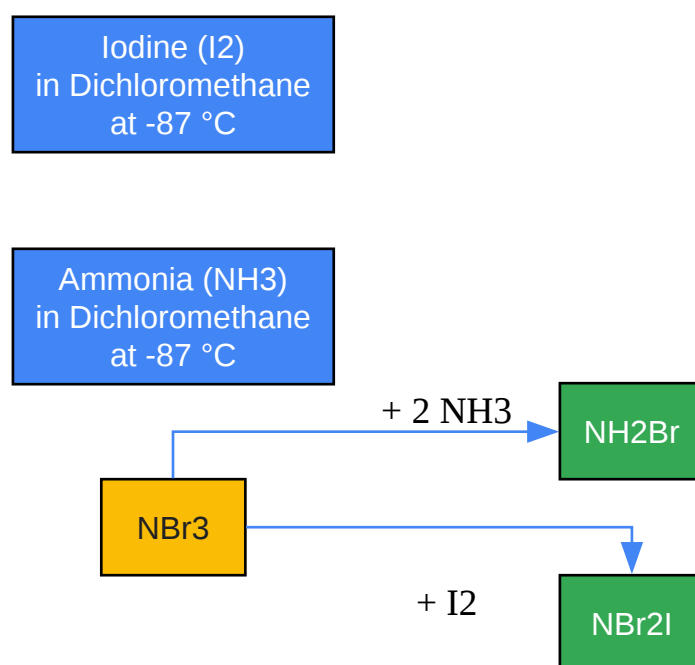 Iodine (I2)
in Dichloromethane
at -87 °C
Ammonia (NH3)
in Dichloromethane
at -87 °C
+ 2 NH3
NH2Br
NBr3
+ I2
NBr2I